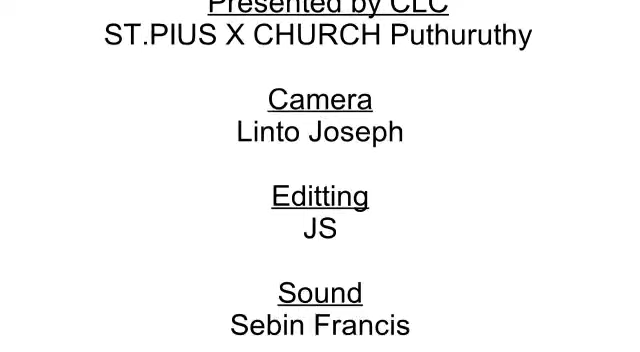 Presented by CLC
ST.PIUS X CHURCH Puthuruthy
Camera
Linto Joseph
Editting
JS
Sound
Sebin Francis